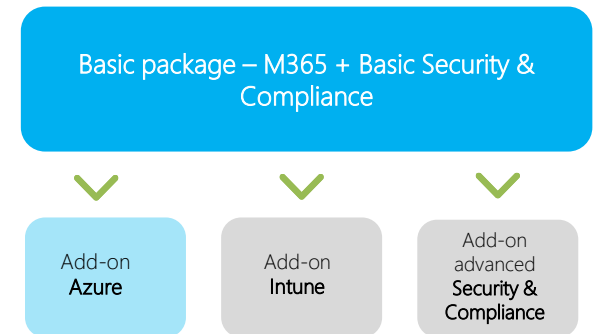 Basic package – M365 + Basic Security &
Compliance
Add-on
Azure
Add-on
Intune
Add-on
advanced
Security &
Compliance